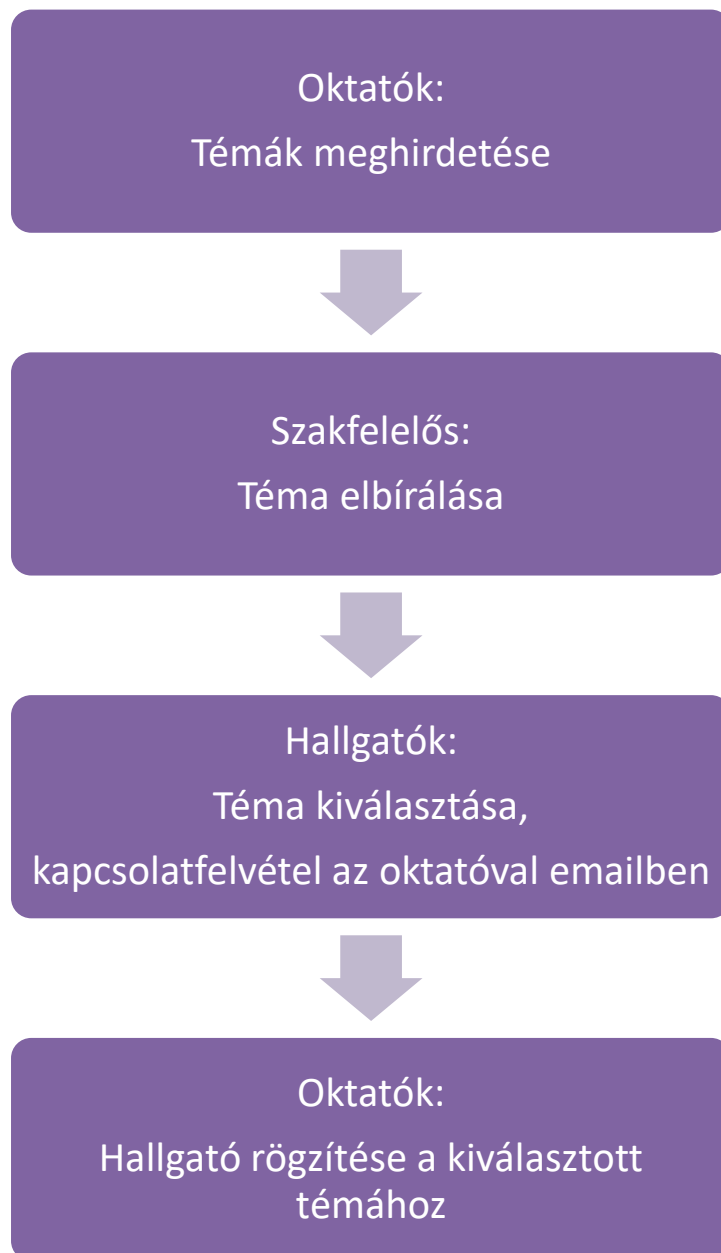 Oktatók:
Témák meghirdetése
Szakfelelős:
Téma elbírálása
Hallgatók:
Téma kiválasztása,
kapcsolatfelvétel az oktatóval emailben
Oktatók:
Hallgató rögzítése a kiválasztott
témához